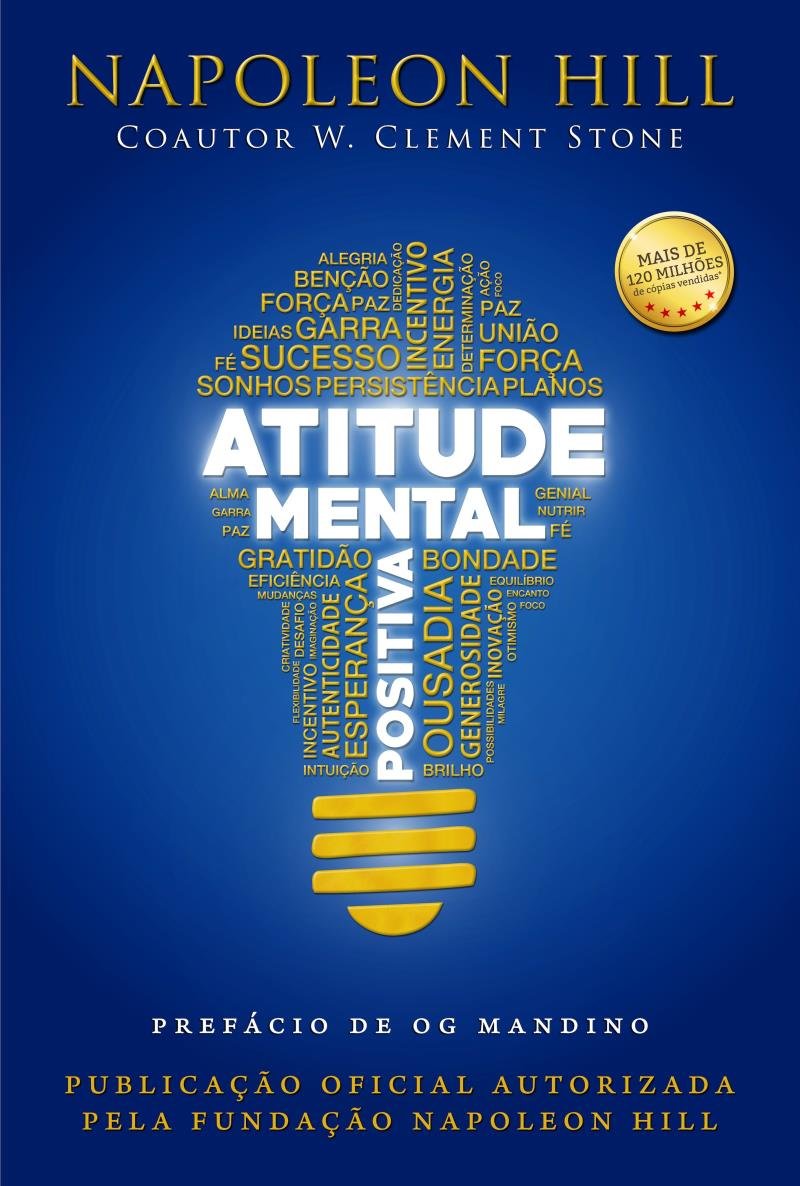 NAPOLEON HILL
COAUTOR W. CLEMENT STONE
MAIS DE
120 MILHÕES
de cópias vendidas*
ALEGRIA
BENÇÃO
FORÇA PAZ
DEDICAÇÃO
INCENTIVO
ENERGIA
DETERMINAÇÃO
AÇÃO
FOCO
PAZ
IDEIAS GARRA
UNIÃO
FÉ SUCESSO
FORÇA
SONHOS PERSISTÊNCIA PLANOS
ATITUDE
MENTAL
POSITIVA
ALMA
GARRA
PAZ
GENIAL
NUTRIR
FÉ
GRATIDÃO
BONDADE
EFICIÊNCIA
MUDANÇAS
EQUILÍBRIO
ENCANTO
FOCO
CRIATIVIDADE
FLEXIBILIDADE
DESAFIO
INCENTIVO
IMAGINAÇÃO
AUTENTICIDADE
ESPERANÇA
OUSADIA
GENEROSIDADE
INOVAÇÃO
POSSIBILIDADES
OTIMISMO
MILAGRE
INTUIÇÃO
BRILHO
PREFÁCIO DE OG MANDINO
PUBLICAÇÃO OFICIAL AUTORIZADA
PELA FUNDAÇÃO NAPOLEON HILL